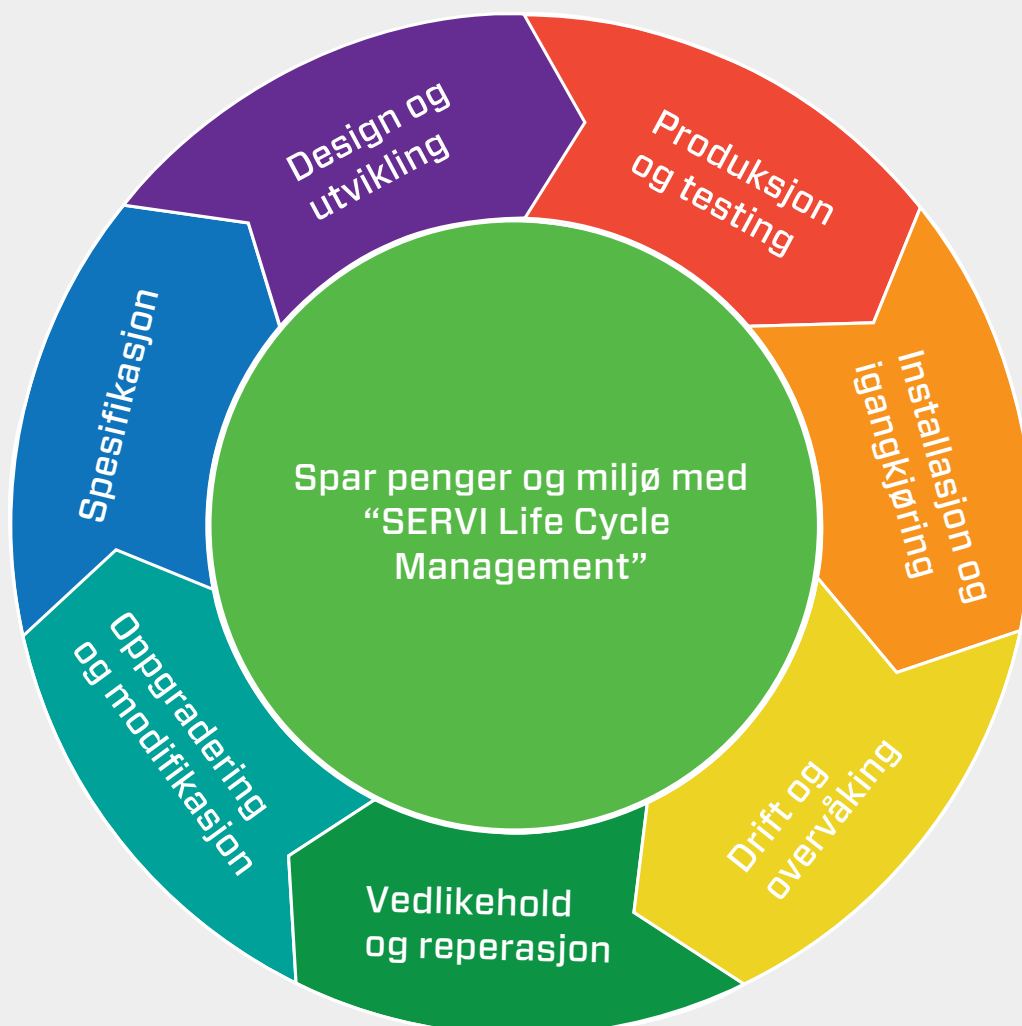 Design og
utvikling
Produksjon
og testing
Installasjon og
igangkjøring
Drift og
overvåking
Vedlikehold
og reperasjon
Oppgradering
og modifikasjon
Spesifikasjon
Spar penger og miljø med
“SERVI Life Cycle
Management”